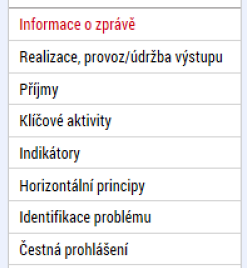 Informace o zprávě
Realizace, provoz/údržba výstupu
Příjmy
Klíčové aktivity
Indikátory
Horizontální principy
Identifikace problému
Čestná prohlášení